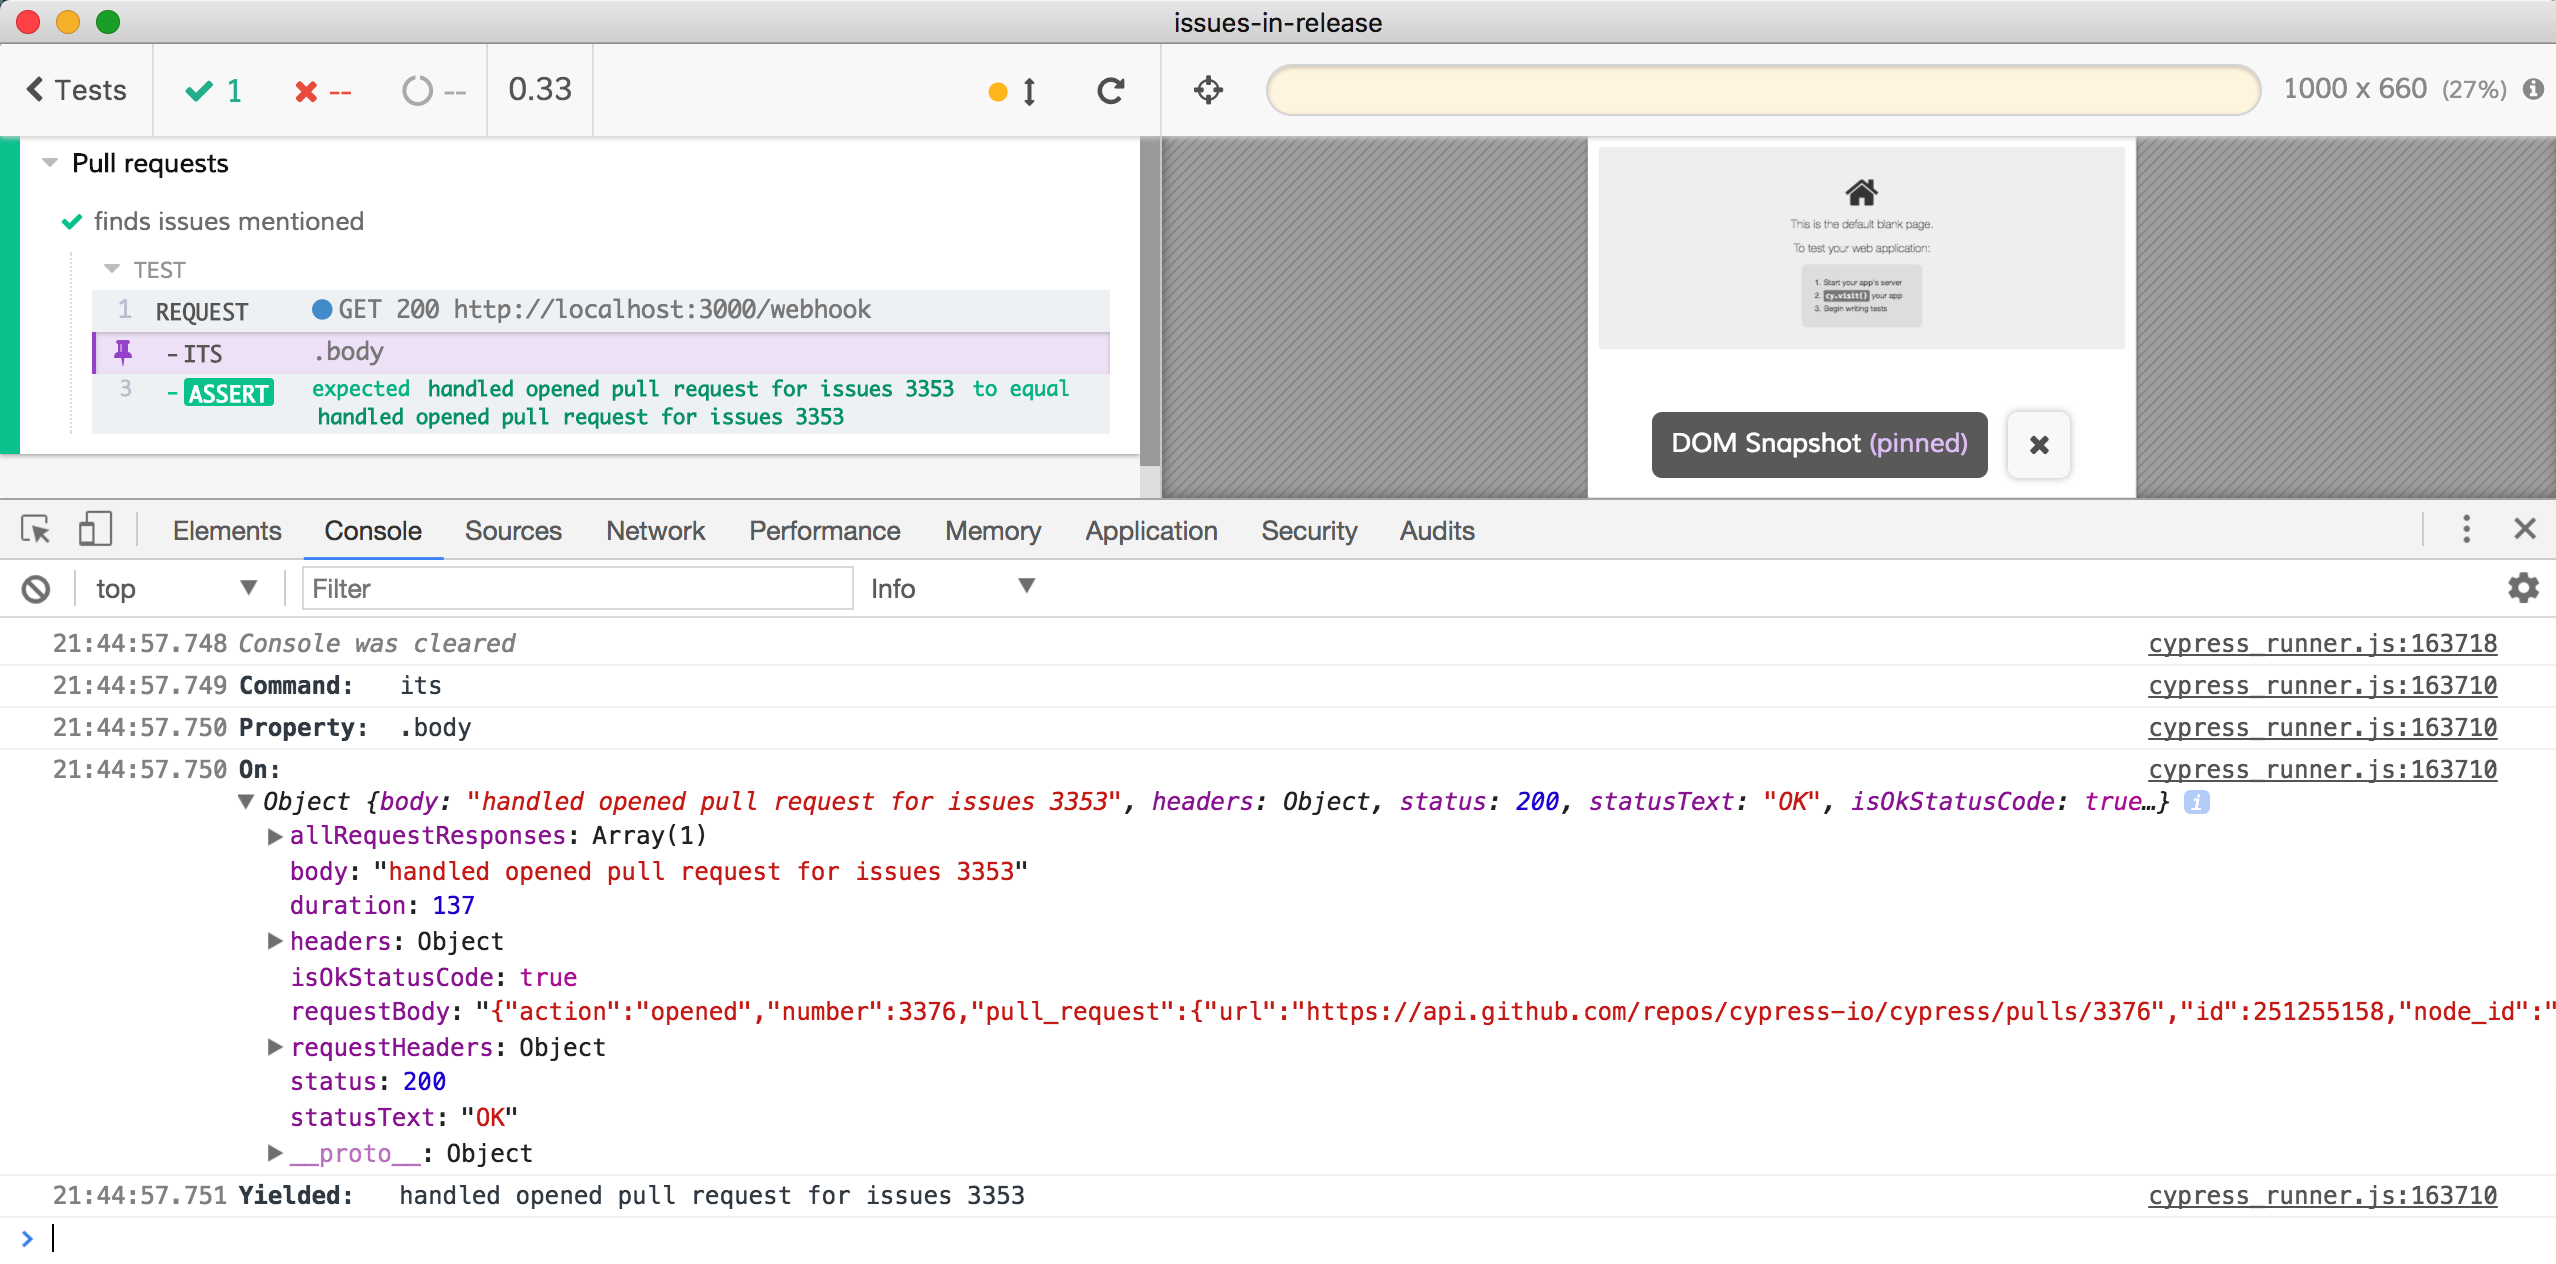 issues-in-release
Tests 1 -- -- 0.33 1000 x 660 (27%)
Pull requests
finds issues mentioned
TEST
1 REQUEST GET 200 http://localhost:3000/webhook
-ITS .body
3 -ASSERT expected handled opened pull request for issues 3353 to equal
handled opened pull request for issues 3353
This is the default blank page.
To test your web application:
1. Start your app's server
2. cy.visit() your app
3. Begin writing tests
DOM Snapshot (pinned)
Elements Console Sources Network Performance Memory Application Security Audits
top Filter Info
21:44:57.748 Console was cleared cypress_runner.js:163718
21:44:57.749 Command: its cypress_runner.js:163710
21:44:57.750 Property: .body cypress_runner.js:163710
21:44:57.750 On: cypress_runner.js:163710
Object {body: "handled opened pull request for issues 3353", headers: Object, status: 200, statusText: "OK", isOkStatusCode: true…} i
allRequestResponses: Array(1)
body: "handled opened pull request for issues 3353"
duration: 137
headers: Object
isOkStatusCode: true
requestBody: "{"action":"opened","number":3376,"pull_request":{"url":"https://api.github.com/repos/cypress-io/cypress/pulls/3376","id":251255158,"node_id":"
requestHeaders: Object
status: 200
statusText: "OK"
__proto__: Object
21:44:57.751 Yielded: handled opened pull request for issues 3353 cypress_runner.js:163710